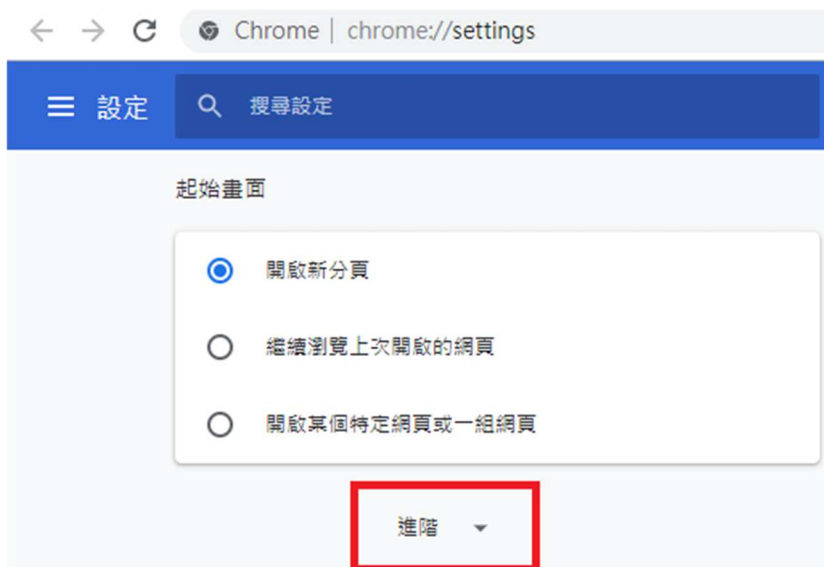 Chrome | chrome://settings
設定 搜尋設定
起始畫面
開啟新分頁
繼續瀏覽上次開啟的網頁
開啟某個特定網頁或一組網頁
進階